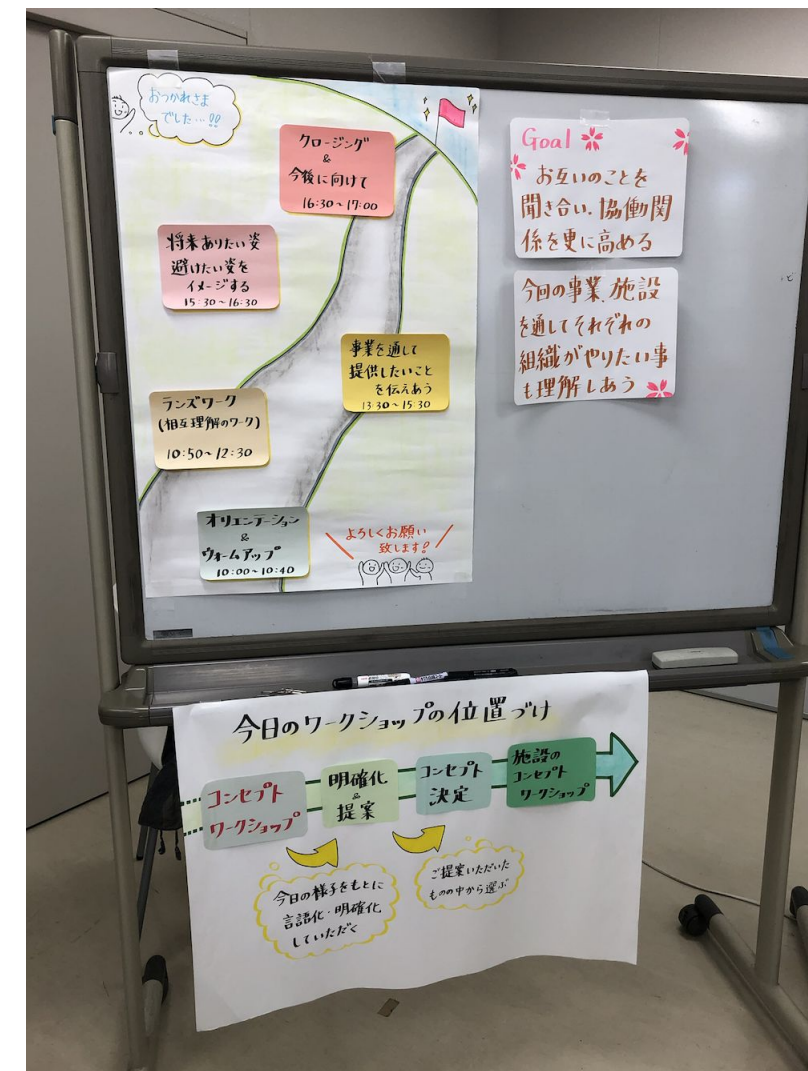 おつかれさま
でした…!!
クロージング
&
今後に向けて
16:30~17:00
将来ありたい姿
避けたい姿を
イメージする
15:30~16:30
事業を通して
提供したいこと
を伝えあう
13:30~15:30
ランズワーク
(相互理解のワーク)
10:50~12:30
オリエンテーション
&
ウォームアップ
10:00~10:40
よろしくお願い
致します!
Goal
お互いのことを
聞き合い、協働関
係を更に高める
今回の事業、施設
を通してそれぞれの
組織がやりたい事
も理解しあう
今日のワークショップの位置づけ
コンセプト
ワークショップ
明確化
&
提案
コンセプト
決定
施設の
コンセプト
ワークショップ
今日の様子をもとに
言語化・明確化
していただく
ご提案いただいた
ものの中から選ぶ